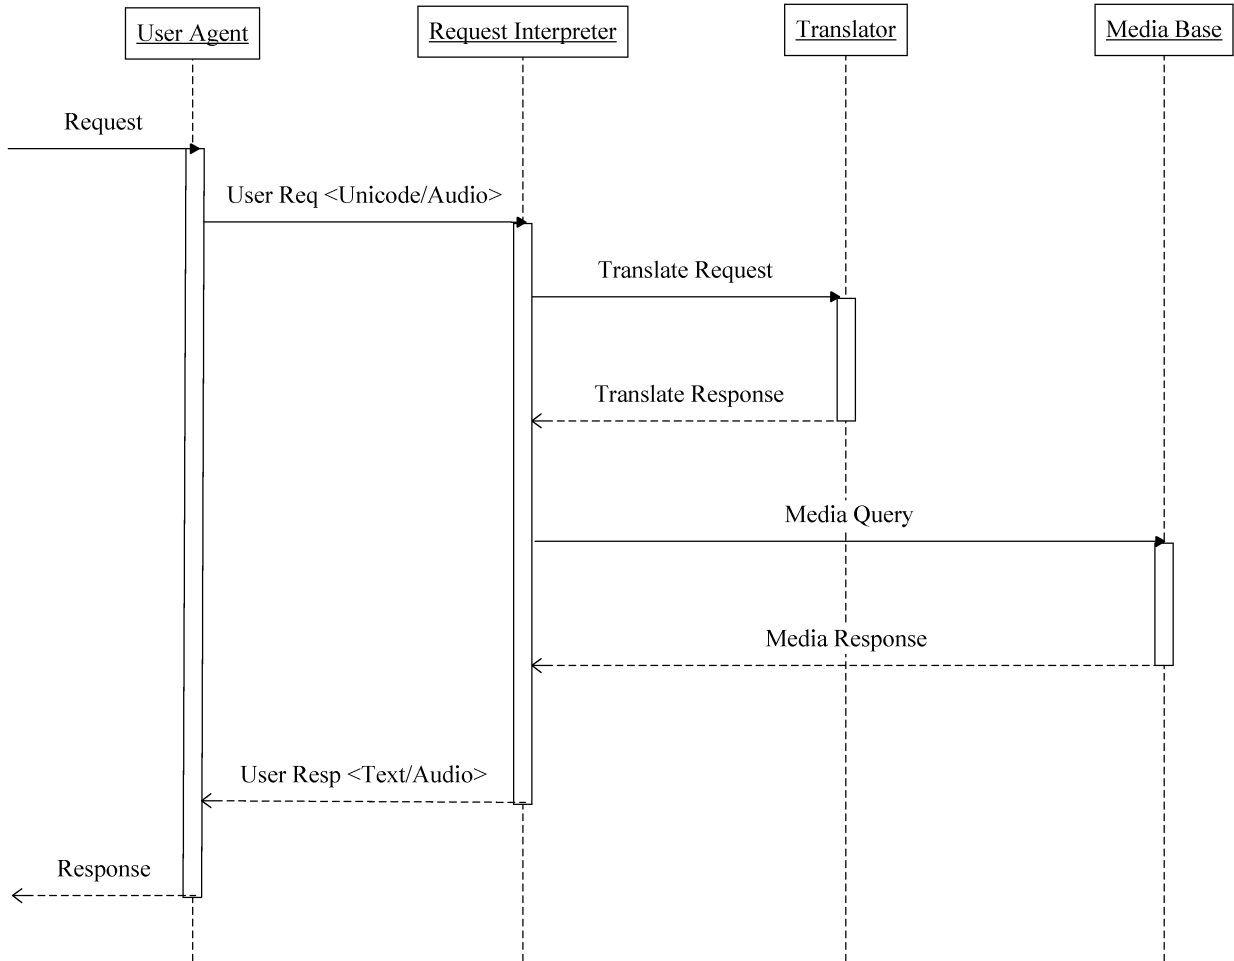 User Agent
Request Interpreter
Translator
Media Base
Request
User Req <Unicode/Audio>
Translate Request
Translate Response
Media Query
Media Response
User Resp <Text/Audio>
Response